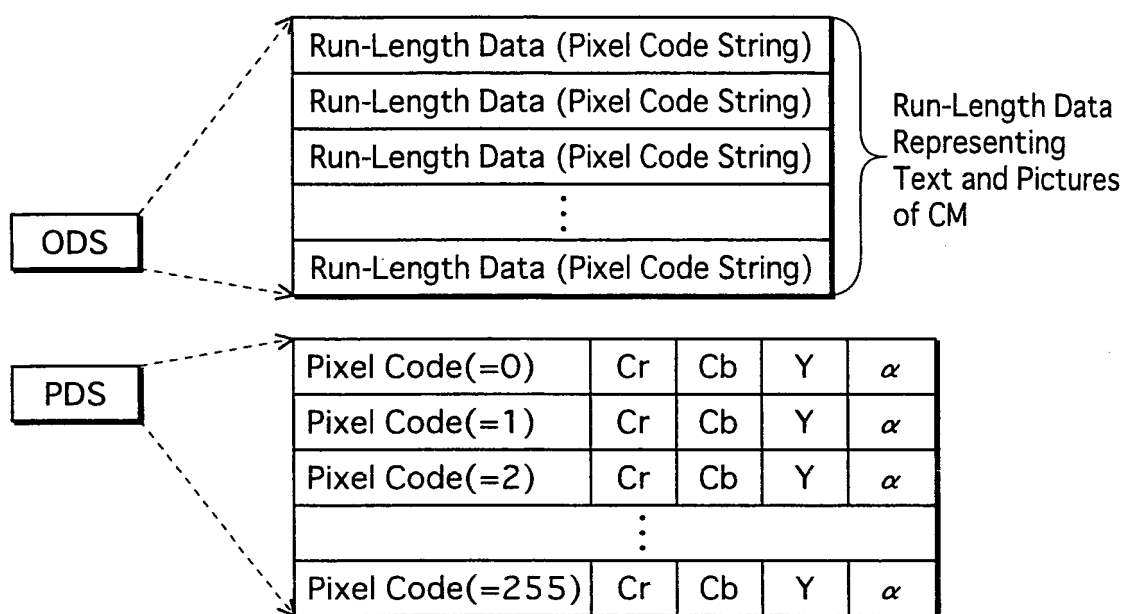 Run-Length Data (Pixel Code String)
Run-Length Data (Pixel Code String)
Run-Length Data (Pixel Code String)
⋮
Run-Length Data (Pixel Code String)
Run-Length Data
Representing
Text and Pictures
of CM
ODS
PDS
Pixel Code(=0) Cr Cb Y α
Pixel Code(=1) Cr Cb Y α
Pixel Code(=2) Cr Cb Y α
⋮
Pixel Code(=255) Cr Cb Y α